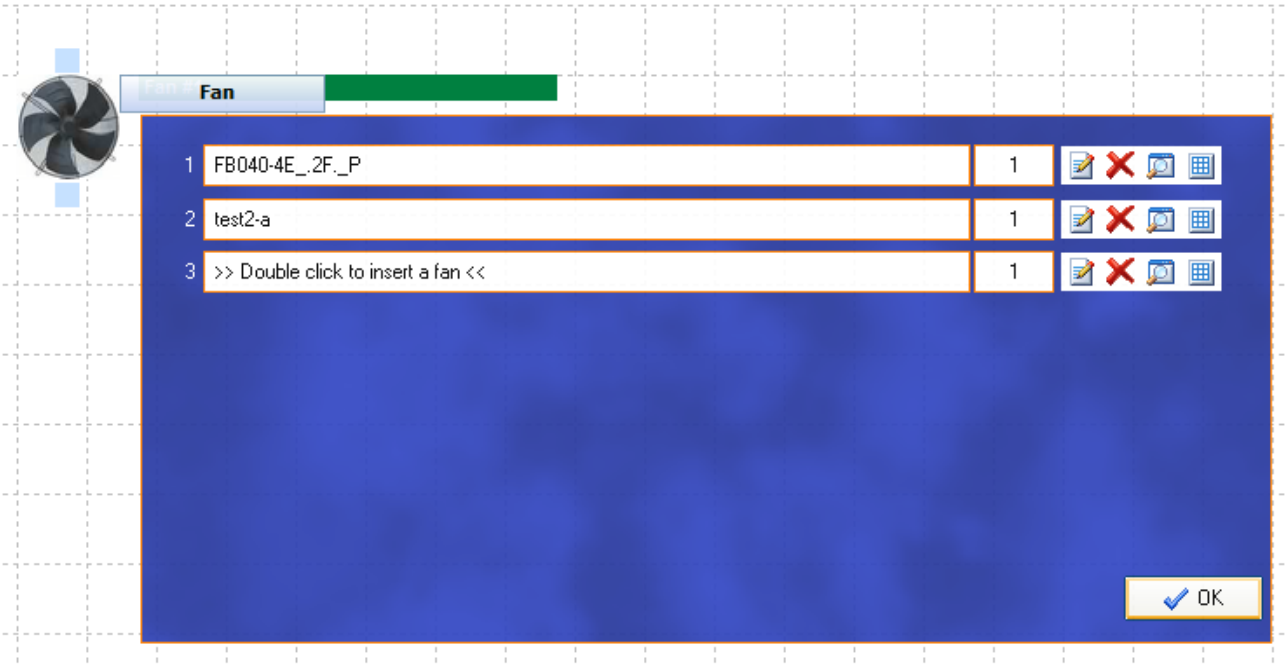 Fan
1 FB040-4E_.2F._P 1
2 test2-a 1
3 >> Double click to insert a fan << 1
OK